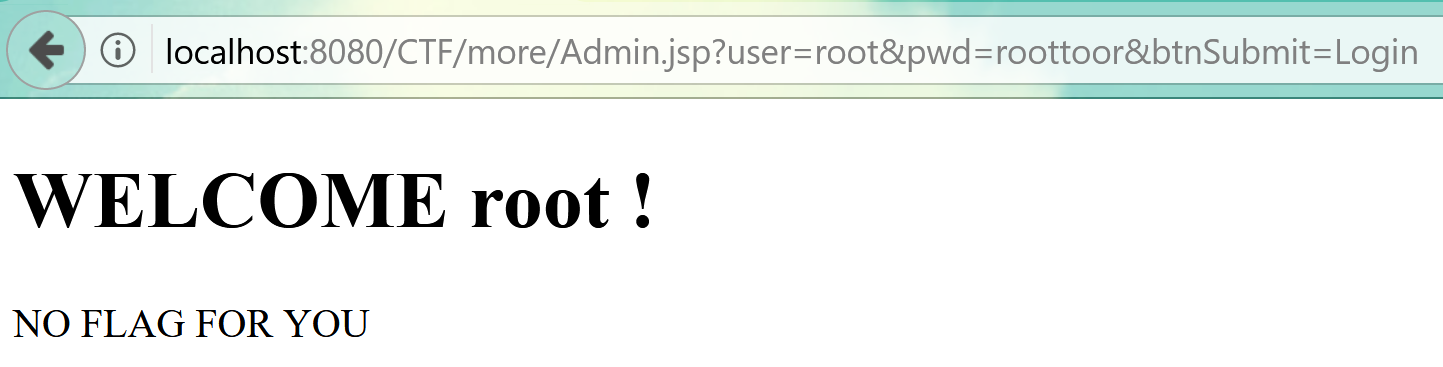 localhost:8080/CTF/more/Admin.jsp?user=root&pwd=roottoor&btnSubmit=Login
WELCOME root !
NO FLAG FOR YOU